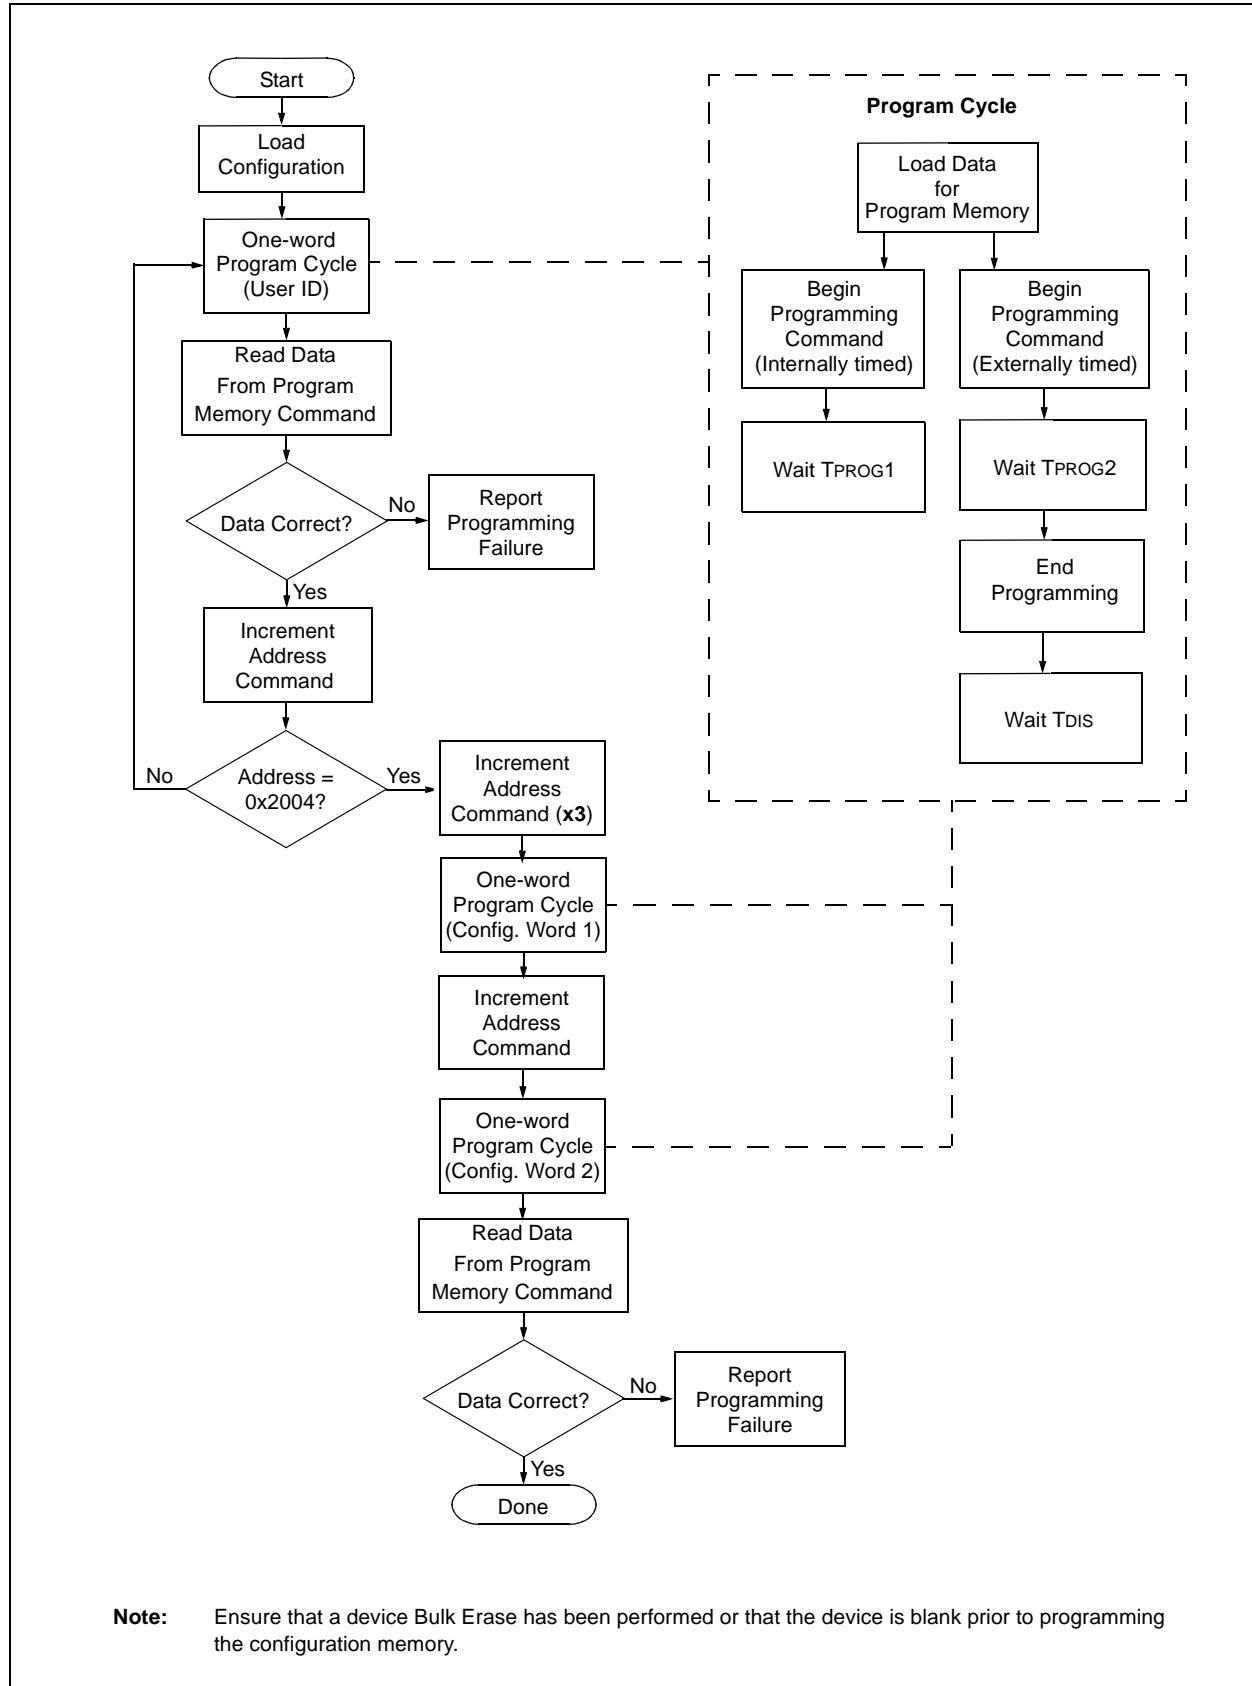 Start
Load
Configuration
One-word
Program Cycle
(User ID)
Read Data
From Program
Memory Command
Data Correct?
No
Report
Programming
Failure
Yes
Increment
Address
Command
Address =
0x2004?
No
Yes
Increment
Address
Command (x3)
One-word
Program Cycle
(Config. Word 1)
Increment
Address
Command
One-word
Program Cycle
(Config. Word 2)
Read Data
From Program
Memory Command
Data Correct?
No
Report
Programming
Failure
Yes
Done
Program Cycle
Load Data
for
Program Memory
Begin
Programming
Command
(Internally timed)
Wait TPROG1
Begin
Programming
Command
(Externally timed)
Wait TPROG2
End
Programming
Wait TDIS
Note: Ensure that a device Bulk Erase has been performed or that the device is blank prior to programming
the configuration memory.